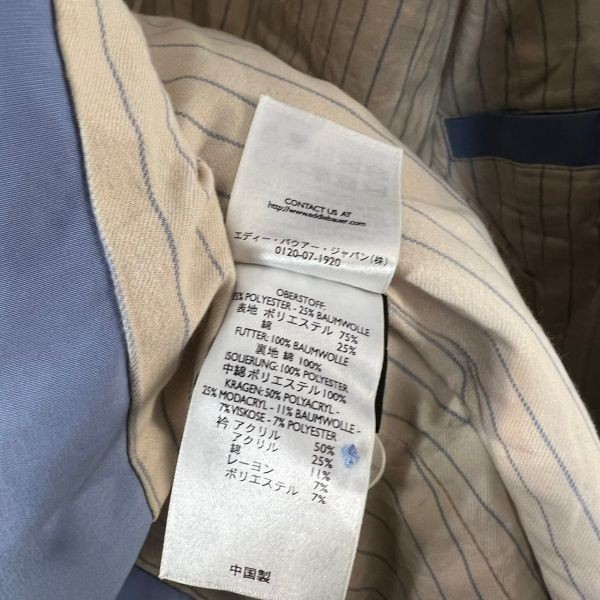 CONTACT US AT
http://www.eddiebauer.com
エディー・バウアー・ジャパン(株)
0120-07-1920
OBERSTOFF:
75% POLYESTER - 25% BAUMWOLLE
表地 ポリエステル 75%
綿 25%
FUTTER: 100% BAUMWOLLE
裏地 綿 100%
ISOLIERUNG: 100% POLYESTER
中綿 ポリエステル 100%
KRAGEN: 50% POLYACRYL -
25% MODACRYL - 11% BAUMWOLLE -
7% VISKOSE - 7% POLYESTER
衿 アクリル 50%
アクリル 25%
綿 11%
レーヨン 7%
ポリエステル 7%
中国製